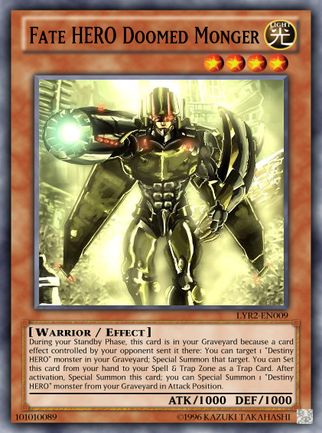 Fate HERO Doomed Monger
LIGHT
光
LYR2-EN009
[ Warrior / Effect ]
During your Standby Phase, this card is in your Graveyard because a card
effect controlled by your opponent sent it there: You can target 1 "Destiny
HERO" monster in your Graveyard; Special Summon that target. You can Set
this card from your hand to your Spell & Trap Zone as a Trap Card. After
activation, Special Summon this card; you can Special Summon 1 "Destiny
HERO" monster from your Graveyard in Attack Position.
ATK/1000 DEF/1000
101010089 ©1996 KAZUKI TAKAHASHI